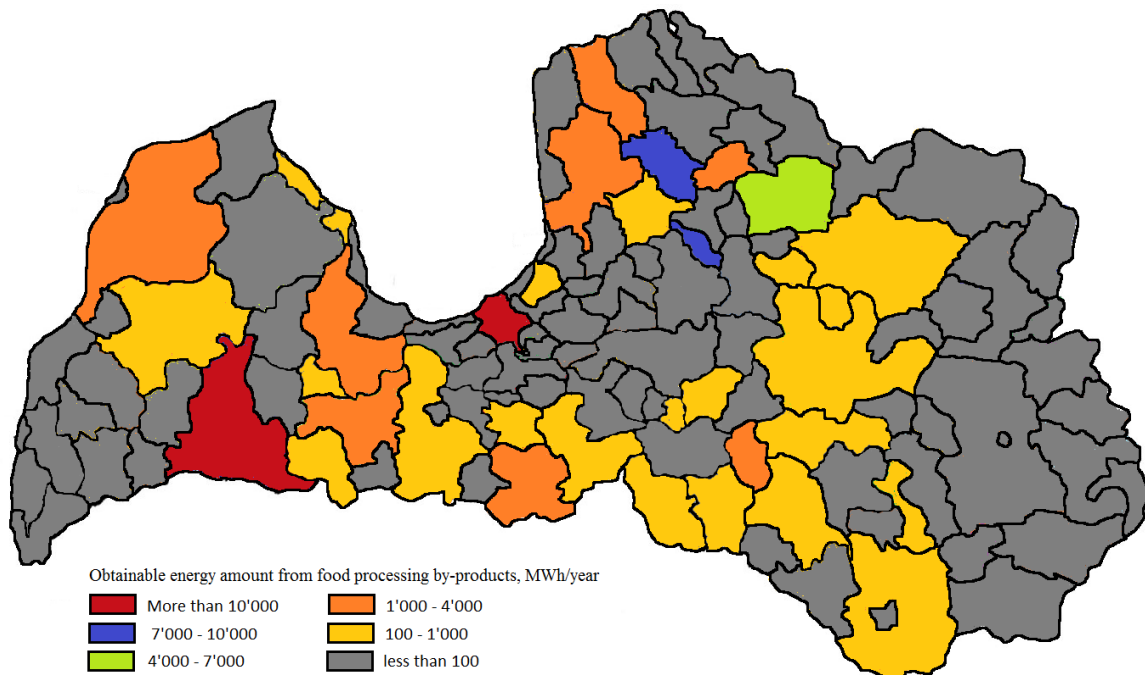 Obtainable energy amount from food processing by-products, MWh/year
More than 10'000
1'000 - 4'000
7'000 - 10'000
100 - 1'000
4'000 - 7'000
less than 100